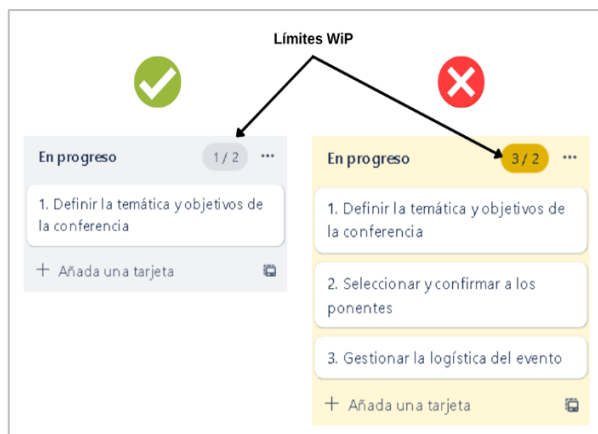 Límites WiP
En progreso
1 / 2
1. Definir la temática y objetivos de
la conferencia
+ Añada una tarjeta
En progreso
3 / 2
1. Definir la temática y objetivos de
la conferencia
2. Seleccionar y confirmar a los
ponentes
3. Gestionar la logística del evento
+ Añada una tarjeta